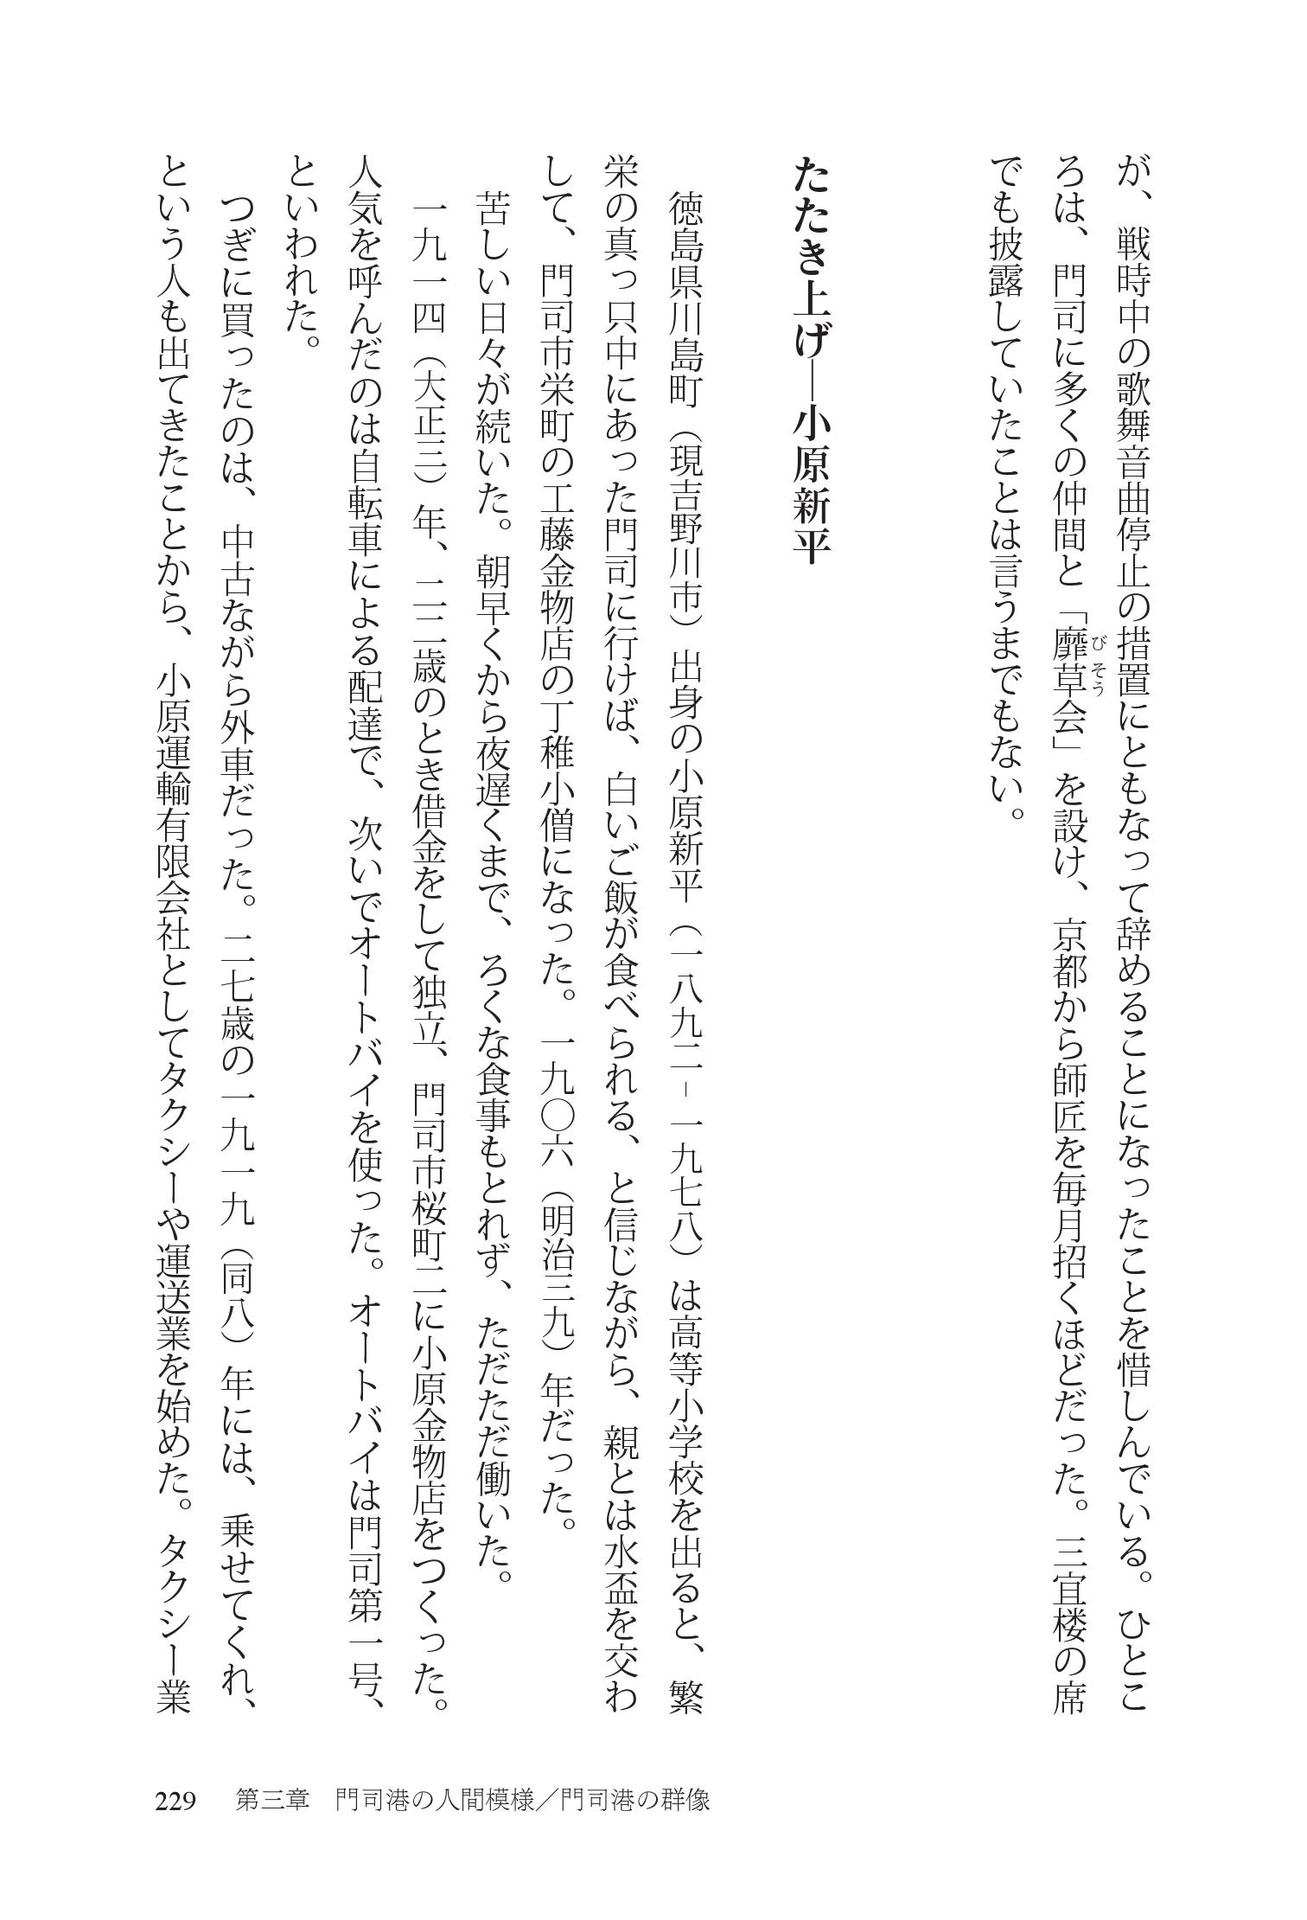 が、戦時中の歌舞音曲停止の措置にともなって辞めることになったことを惜しんでいる。ひとこ
ろは、門司に多くの仲間と「靡草会」を設け、京都から師匠を毎月招くほどだった。三宜楼の席
びそう
でも披露していたことは言うまでもない。
たたき上げ―小原新平
徳島県川島町（現吉野川市）出身の小原新平（一八九二－一九七八）は高等小学校を出ると、繁
栄の真っ只中にあった門司に行けば、白いご飯が食べられる、と信じながら、親とは水盃を交わ
して、門司市栄町の工藤金物店の丁稚小僧になった。一九〇六（明治三九）年だった。
苦しい日々が続いた。朝早くから夜遅くまで、ろくな食事もとれず、ただただ働いた。
一九一四（大正三）年、二二歳のとき借金をして独立、門司市桜町二に小原金物店をつくった。
人気を呼んだのは自転車による配達で、次いでオートバイを使った。オートバイは門司第一号、
といわれた。
つぎに買ったのは、中古ながら外車だった。二七歳の一九一九（同八）年には、乗せてくれ、
という人も出てきたことから、小原運輸有限会社としてタクシーや運送業を始めた。タクシー業
229 第三章 門司港の人間模様／門司港の群像